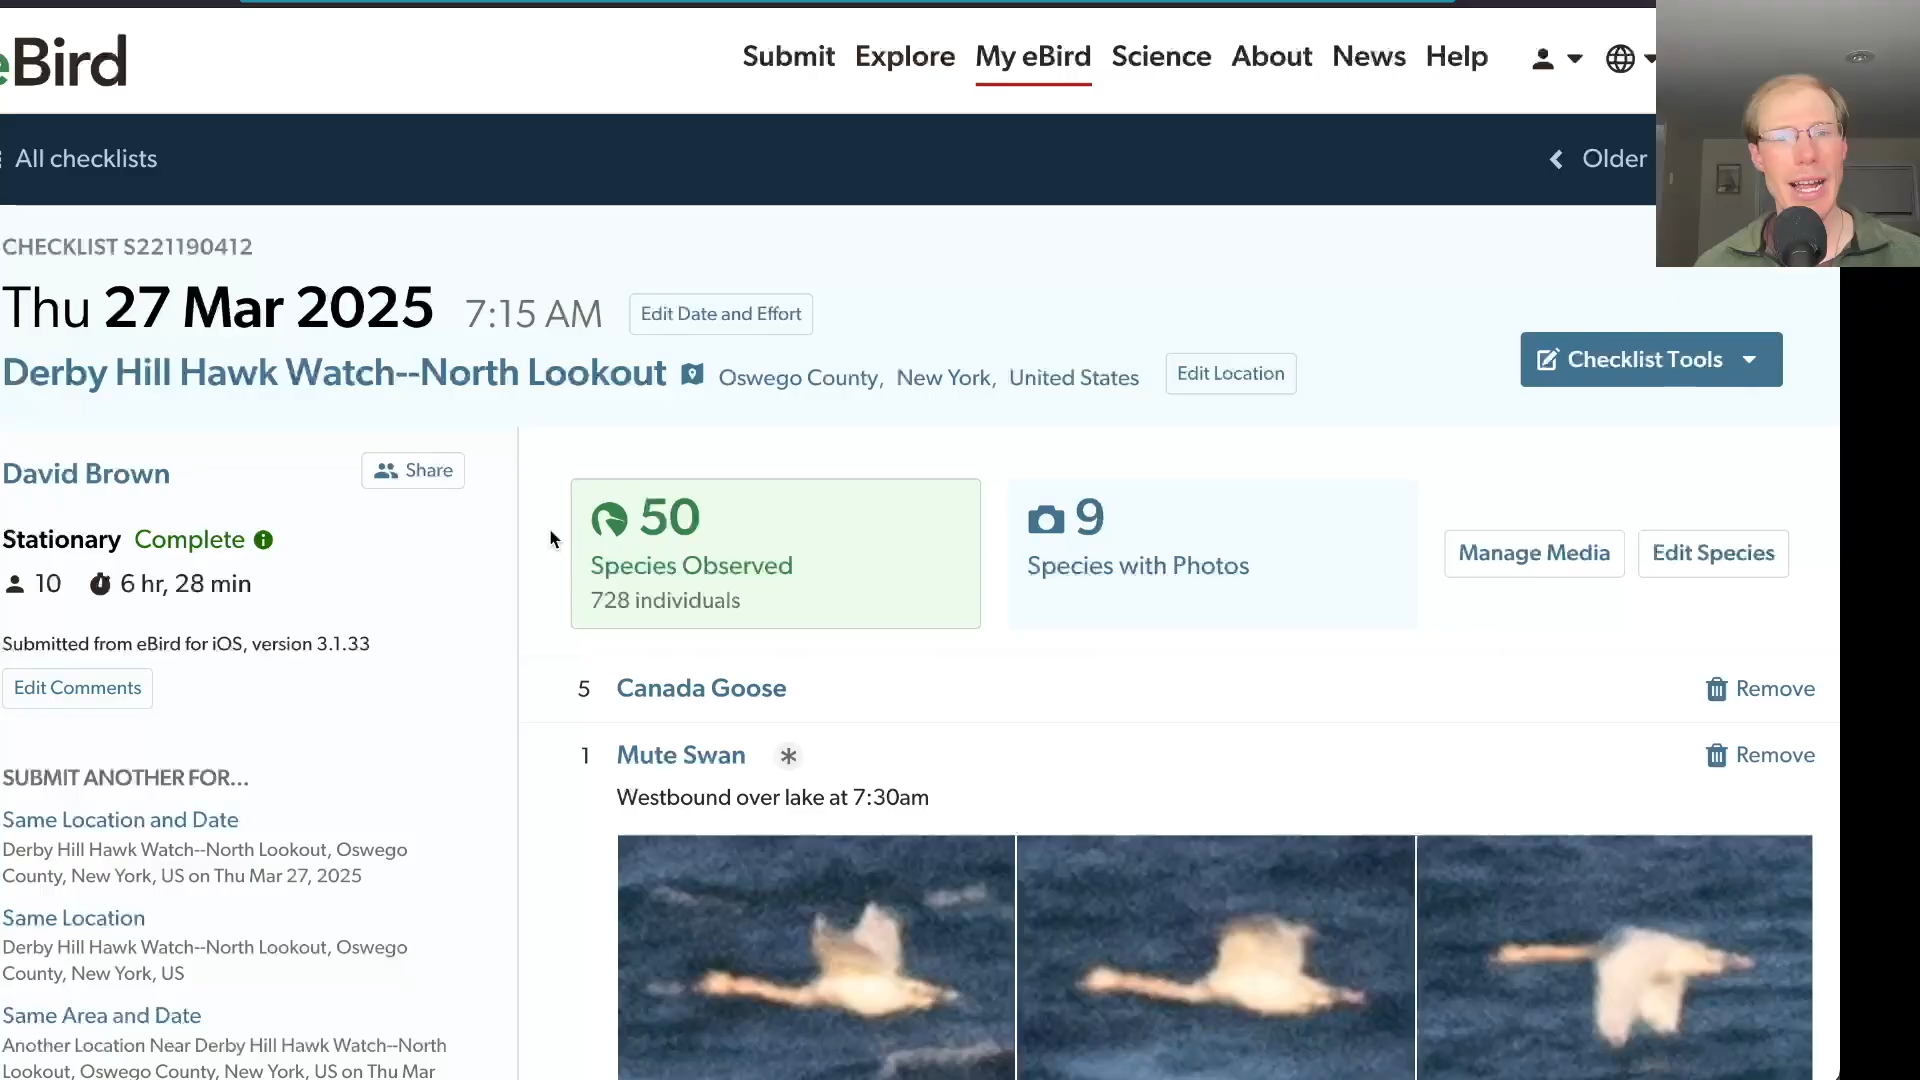 eBird
Submit Explore My eBird Science About News Help
All checklists
Older
CHECKLIST S221190412
Thu 27 Mar 2025 7:15 AM Edit Date and Effort
Derby Hill Hawk Watch--North Lookout Oswego County, New York, United States Edit Location
Checklist Tools
David Brown Share
Stationary Complete
10 6 hr, 28 min
Submitted from eBird for iOS, version 3.1.33
Edit Comments
SUBMIT ANOTHER FOR...
Same Location and Date
Derby Hill Hawk Watch--North Lookout, Oswego
County, New York, US on Thu Mar 27, 2025
Same Location
Derby Hill Hawk Watch--North Lookout, Oswego
County, New York, US
Same Area and Date
Another Location Near Derby Hill Hawk Watch--North
Lookout, Oswego County, New York, US on Thu Mar
50
Species Observed
728 individuals
9
Species with Photos
Manage Media Edit Species
5 Canada Goose Remove
1 Mute Swan * Remove
Westbound over lake at 7:30am